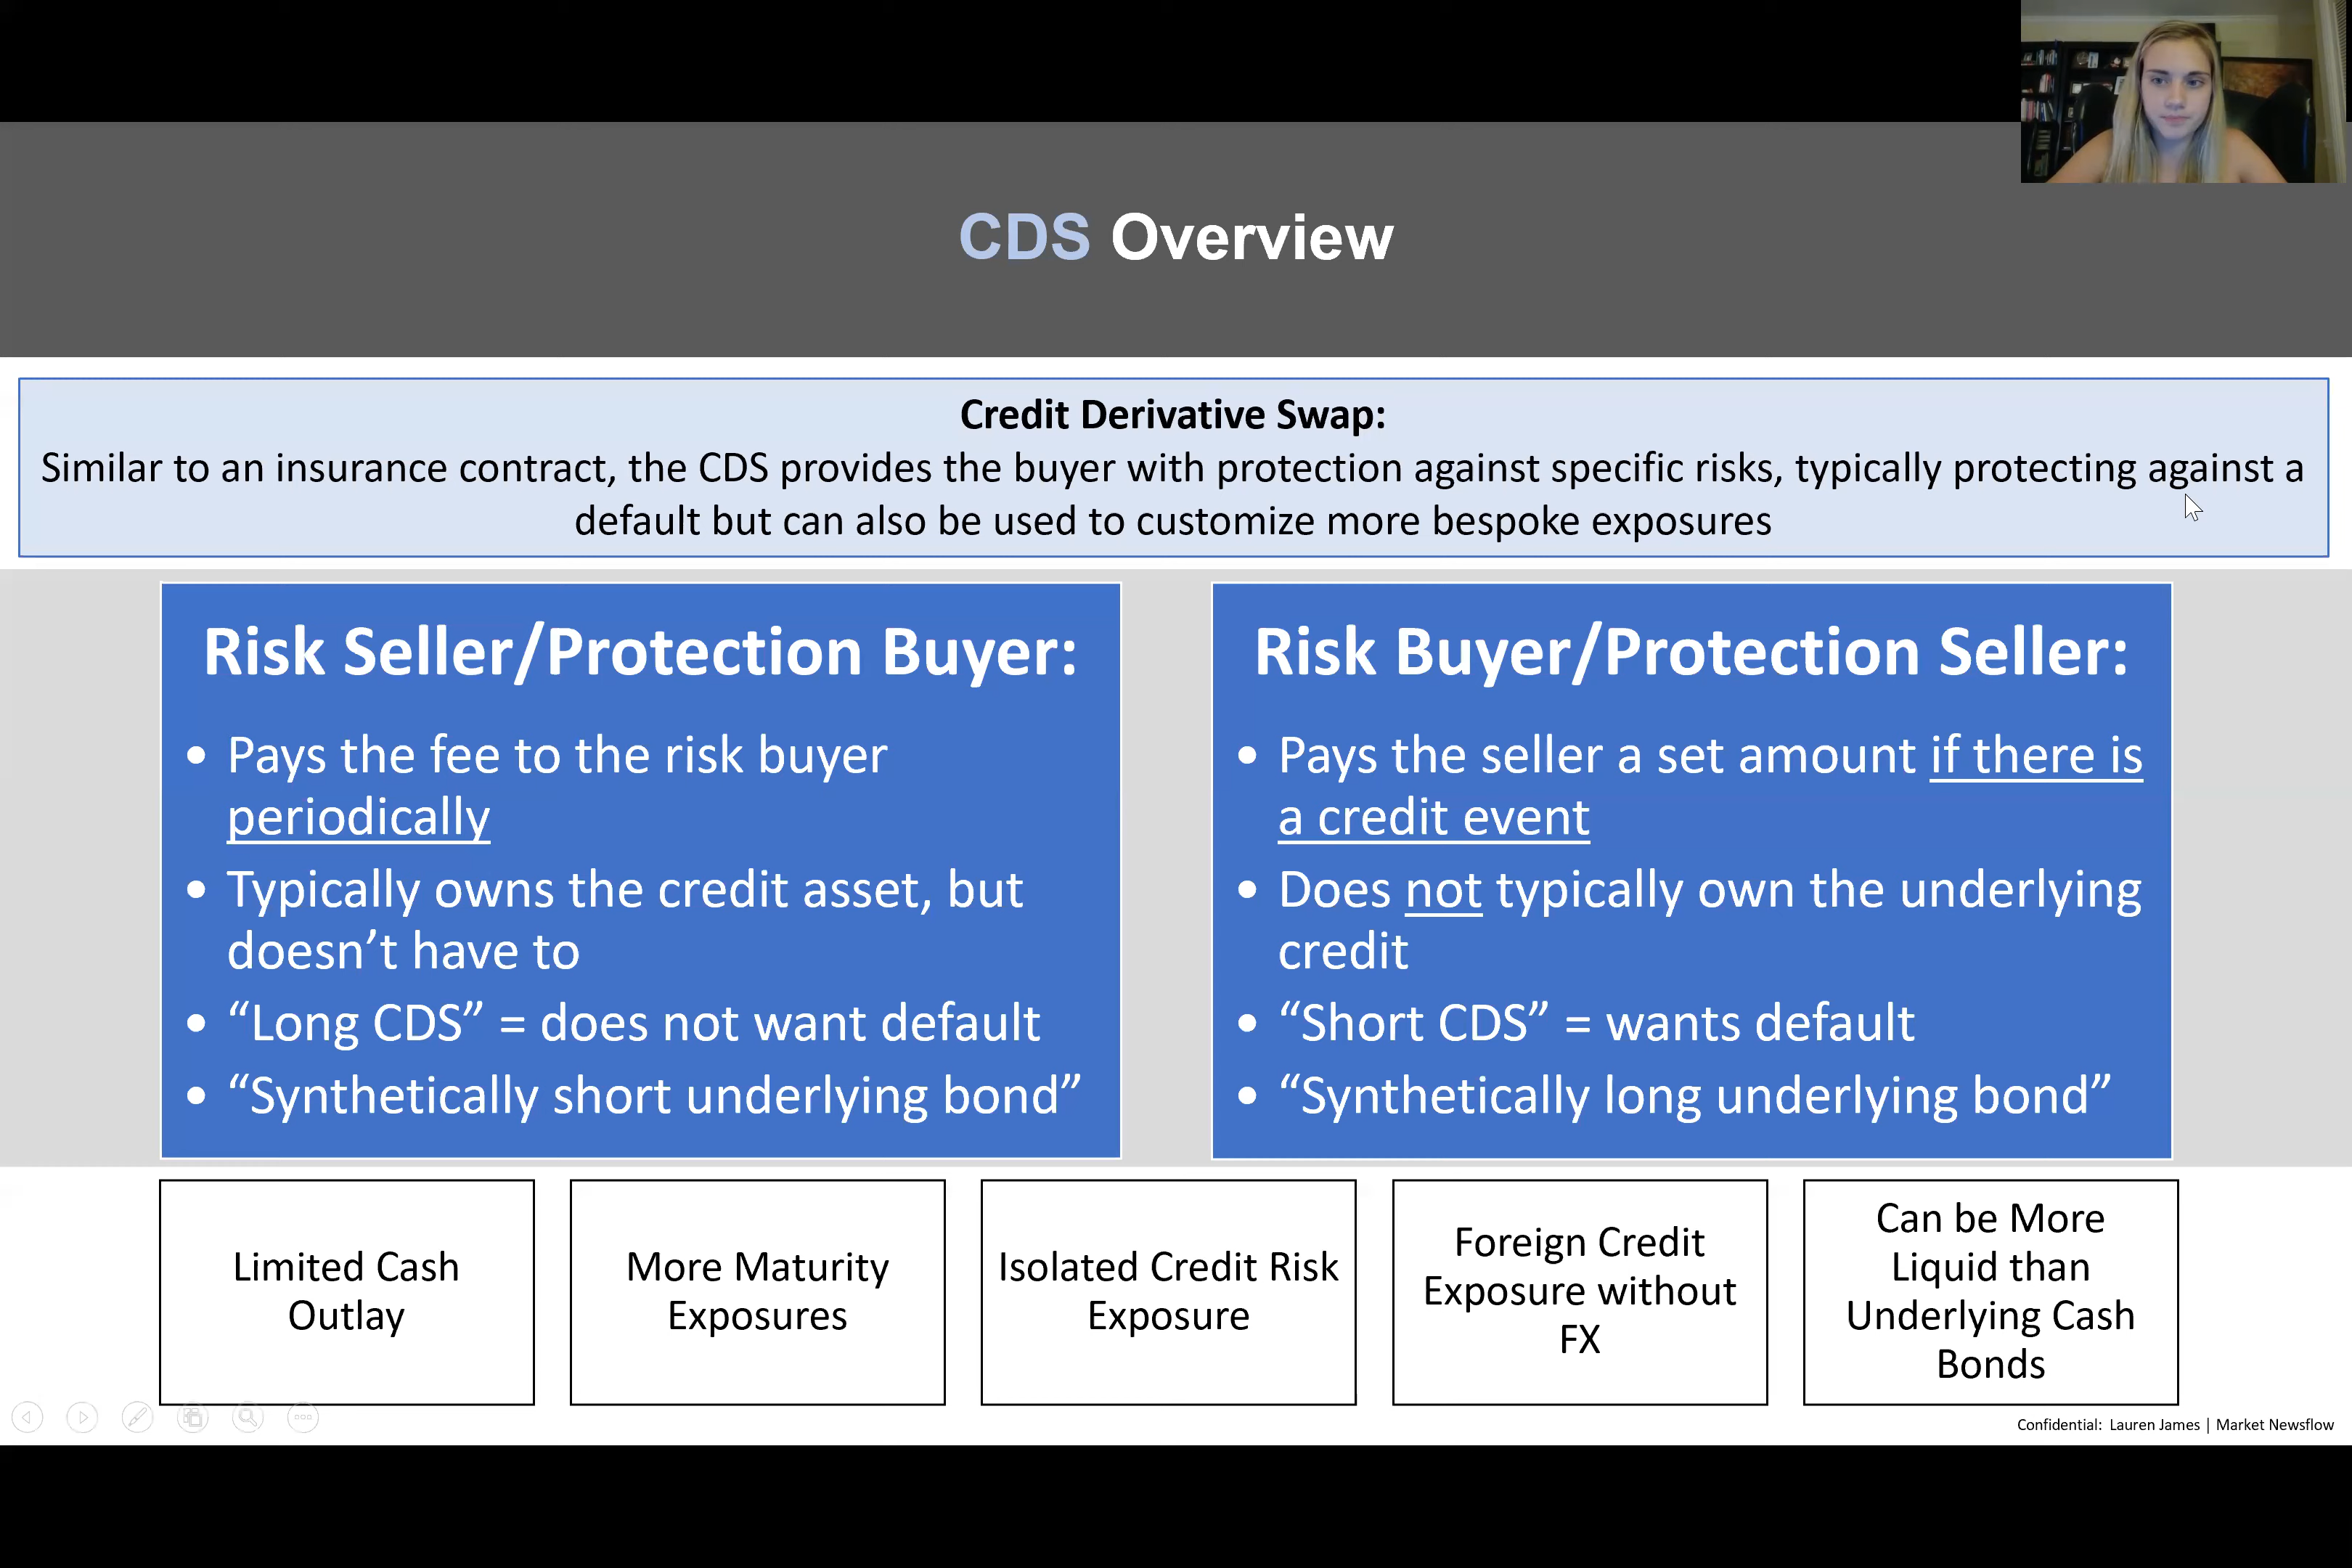 CDS Overview
Credit Derivative Swap:
Similar to an insurance contract, the CDS provides the buyer with protection against specific risks, typically protecting against a
default but can also be used to customize more bespoke exposures
Risk Seller/Protection Buyer:
• Pays the fee to the risk buyer
periodically
• Typically owns the credit asset, but
doesn’t have to
• “Long CDS” = does not want default
• “Synthetically short underlying bond”
Risk Buyer/Protection Seller:
• Pays the seller a set amount if there is
a credit event
• Does not typically own the underlying
credit
• “Short CDS” = wants default
• “Synthetically long underlying bond”
Limited Cash
Outlay
More Maturity
Exposures
Isolated Credit Risk
Exposure
Foreign Credit
Exposure without
FX
Can be More
Liquid than
Underlying Cash
Bonds
Confidential: Lauren James | Market Newsflow